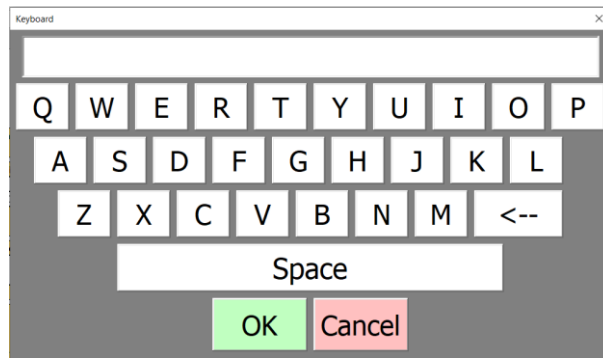 Keyboard ×
Q W E R T Y U I O P
A S D F G H J K L
Z X C V B N M <--
Space
OK Cancel